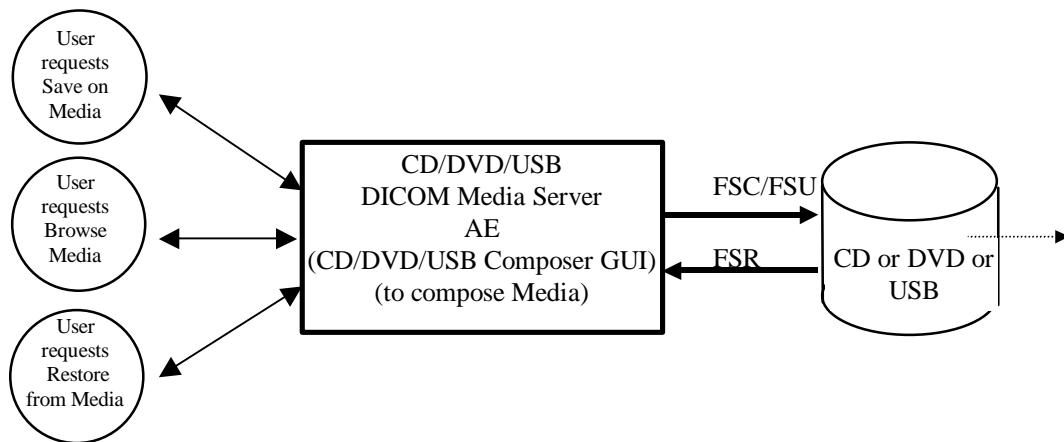 User
requests
Save on
Media
User
requests
Browse
Media
User
requests
Restore
from Media
CD/DVD/USB
DICOM Media Server
AE
(CD/DVD/USB Composer GUI)
(to compose Media)
FSC/FSU
FSR
CD or DVD or
USB